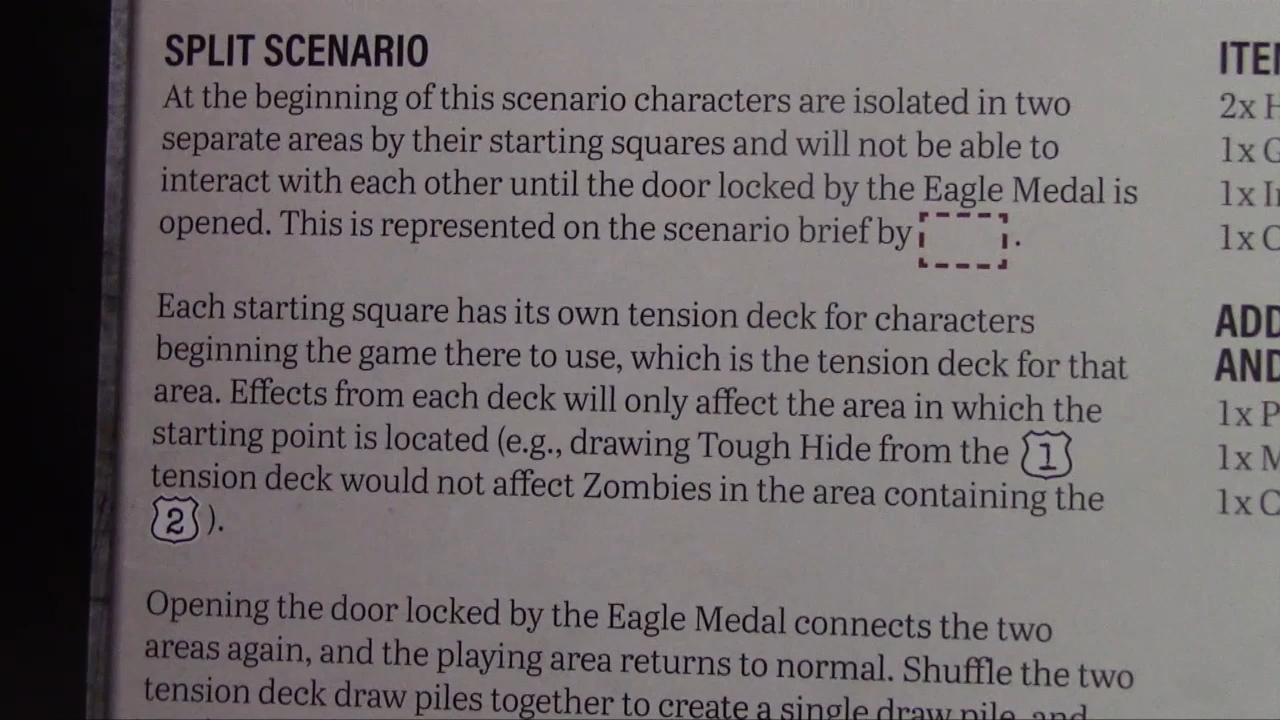 SPLIT SCENARIO
At the beginning of this scenario characters are isolated in two
separate areas by their starting squares and will not be able to
interact with each other until the door locked by the Eagle Medal is
opened. This is represented on the scenario brief by .
Each starting square has its own tension deck for characters
beginning the game there to use, which is the tension deck for that
area. Effects from each deck will only affect the area in which the
starting point is located (e.g., drawing Tough Hide from the 1
tension deck would not affect Zombies in the area containing the
2 ).
Opening the door locked by the Eagle Medal connects the two
areas again, and the playing area returns to normal. Shuffle the two
tension deck draw piles together to create a single draw pile, and
2x
1x
1x
1x
AND
1x
1x
1x